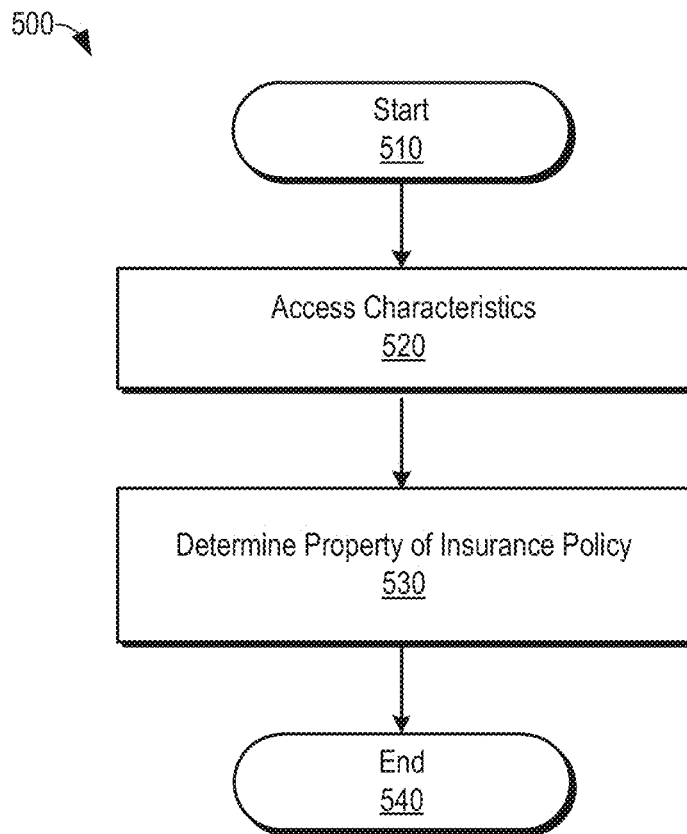 500
Start
510
Access Characteristics
520
Determine Property of Insurance Policy
530
End
540